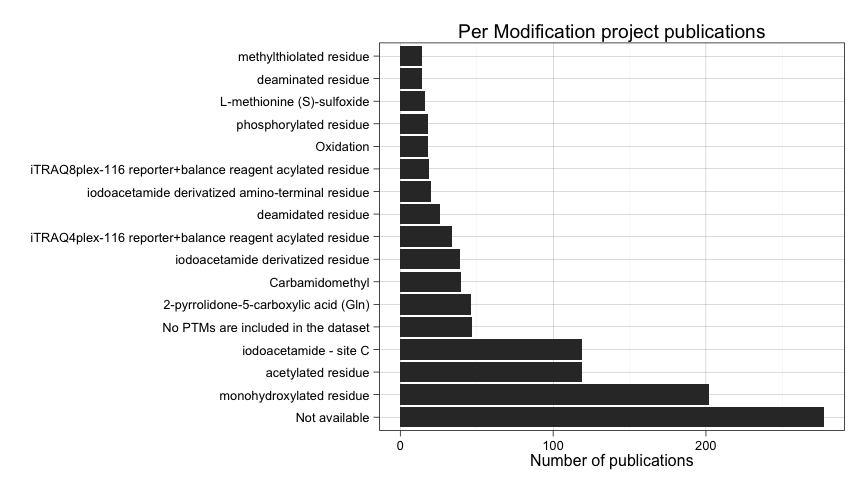 Per Modification project publications
methylthiolated residue
deaminated residue
L-methionine (S)-sulfoxide
phosphorylated residue
Oxidation
iTRAQ8plex-116 reporter+balance reagent acylated residue
iodoacetamide derivatized amino-terminal residue
deamidated residue
iTRAQ4plex-116 reporter+balance reagent acylated residue
iodoacetamide derivatized residue
Carbamidomethyl
2-pyrrolidone-5-carboxylic acid (Gln)
No PTMs are included in the dataset
iodoacetamide - site C
acetylated residue
monohydroxylated residue
Not available
0 100 200
Number of publications